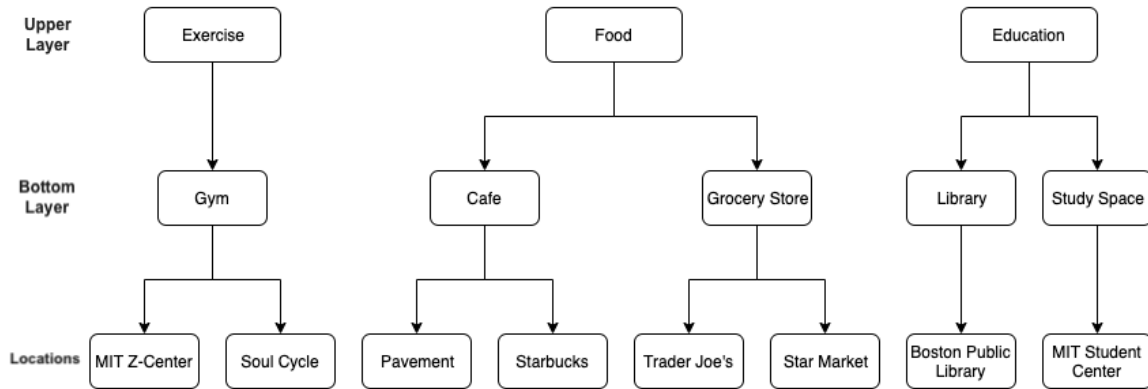 Upper
Layer
Exercise
Food
Education
Bottom
Layer
Gym
Cafe
Grocery Store
Library
Study Space
Locations
MIT Z-Center
Soul Cycle
Pavement
Starbucks
Trader Joe's
Star Market
Boston Public
Library
MIT Student
Center